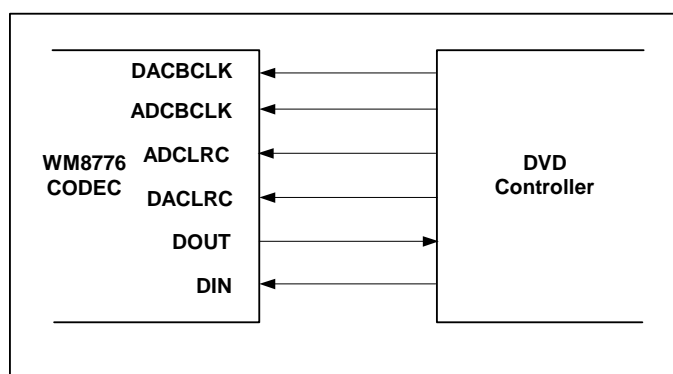 DACBCLK
ADCBCLK
ADCLRC
WM8776
CODEC
DACLRC
DOUT
DIN
DVD
Controller